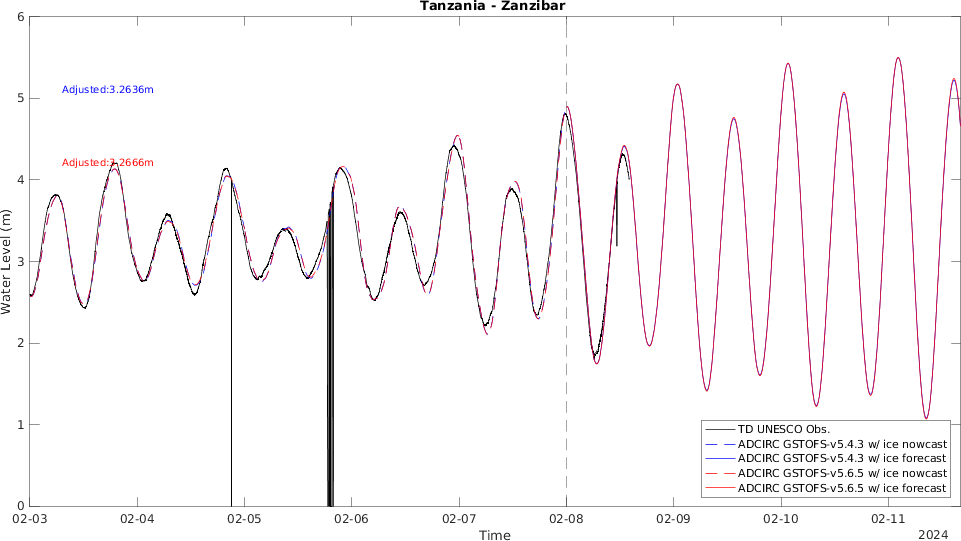 Tanzania - Zanzibar
6
5
4
3
2
1
0
Water Level (m)
Adjusted:3.2636m
Adjusted:3.2666m
TD UNESCO Obs.
ADCIRC GSTOFS-v5.4.3 w/ ice nowcast
ADCIRC GSTOFS-v5.4.3 w/ ice forecast
ADCIRC GSTOFS-v5.6.5 w/ ice nowcast
ADCIRC GSTOFS-v5.6.5 w/ ice forecast
02-03 02-04 02-05 02-06 02-07 02-08 02-09 02-10 02-11
Time
2024